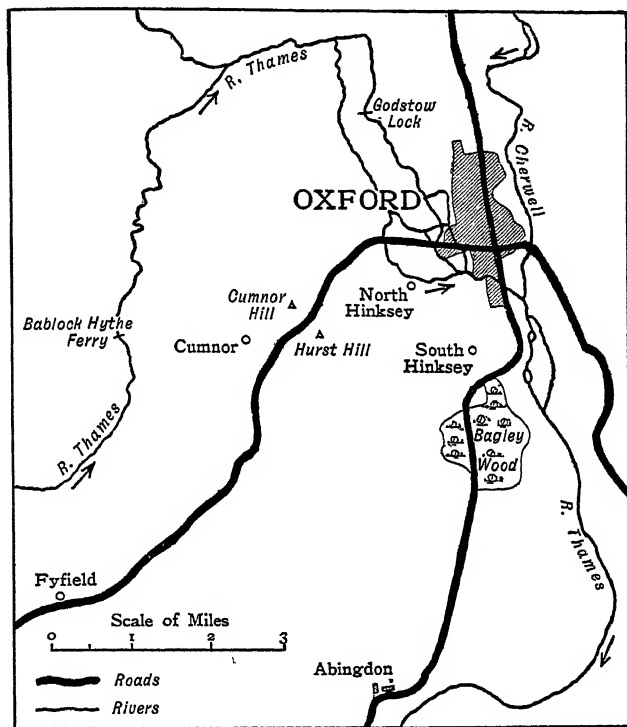 R. Thames
Godstow
Lock
R. Cherwell
OXFORD
Cumnor
Hill
North
Hinksey
Bablock Hythe
Ferry
Cumnor
Hurst Hill
South
Hinksey
R. Thames
Bagley
Wood
R. Thames
Fyfield
Scale of Miles
0 1 2 3
Abingdon
Roads
Rivers